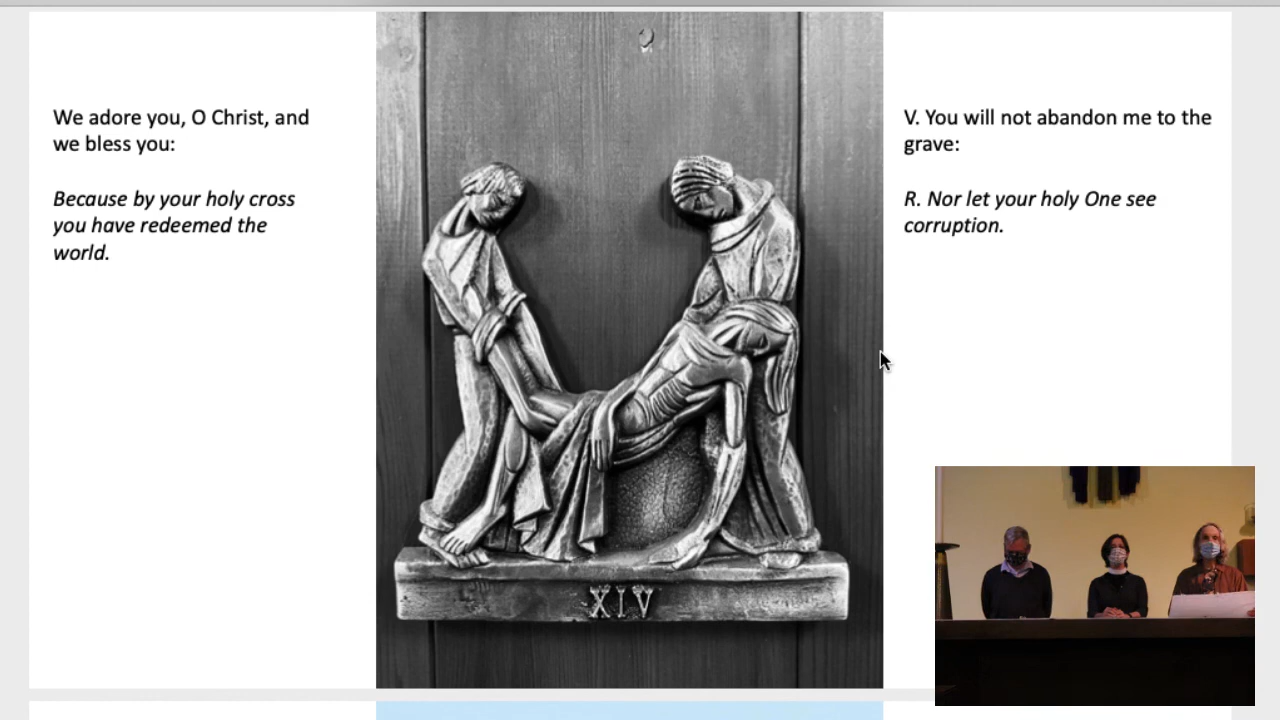 We adore you, O Christ, and
we bless you:
Because by your holy cross
you have redeemed the
world.
XIV
V. You will not abandon me to the
grave:
R. Nor let your holy One see
corruption.